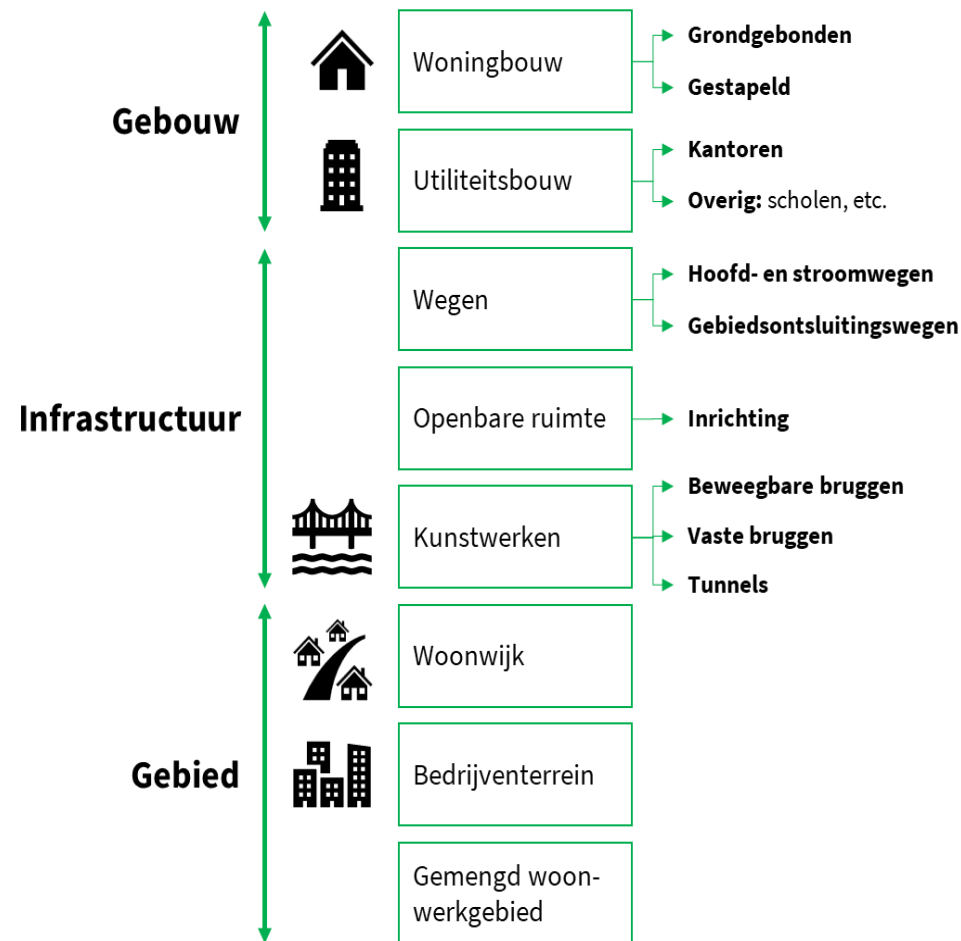 Gebouw
Woningbouw
Grondgebonden
Gestapeld
Utiliteitsbouw
Kantoren
Overig: scholen, etc.
Infrastructuur
Wegen
Hoofd- en stroomwegen
Gebiedsontsluitingswegen
Openbare ruimte
Inrichting
Kunstwerken
Beweegbare bruggen
Vaste bruggen
Tunnels
Gebied
Woonwijk
Bedrijventerrein
Gemengd woon-
werkgebied